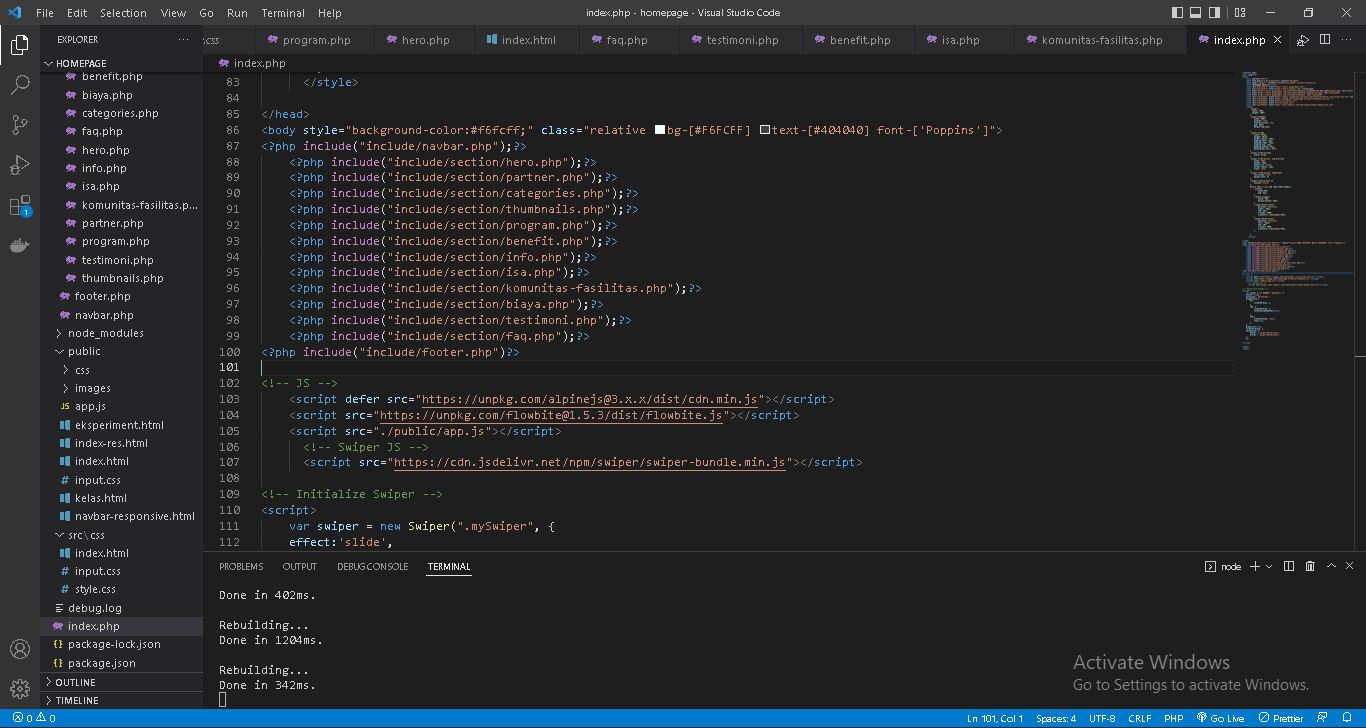 File Edit Selection View Go Run Terminal Help
index.php - homepage - Visual Studio Code
EXPLORER
.css program.php hero.php index.html faq.php testimoni.php benefit.php isa.php komunitas-fasilitas.php index.php
HOMEPAGE
benefit.php
biaya.php
categories.php
faq.php
hero.php
info.php
isa.php
komunitas-fasilitas.p...
partner.php
program.php
testimoni.php
thumbnails.php
footer.php
navbar.php
node_modules
public
css
images
app.js
eksperiment.html
index-res.html
index.html
input.css
kelas.html
navbar-responsive.html
src\css
index.html
input.css
style.css
debug.log
index.php
package-lock.json
package.json
OUTLINE
TIMELINE
1
index.php
83 </style>
84
85 </head>
86 <body style="background-color:#f6fcff;" class="relative bg-[#F6FCFF] text-[#404040] font-['Poppins']">
87 <?php include("include/navbar.php");?>
88 <?php include("include/section/hero.php");?>
89 <?php include("include/section/partner.php");?>
90 <?php include("include/section/categories.php");?>
91 <?php include("include/section/thumbnails.php");?>
92 <?php include("include/section/program.php");?>
93 <?php include("include/section/benefit.php");?>
94 <?php include("include/section/info.php");?>
95 <?php include("include/section/isa.php");?>
96 <?php include("include/section/komunitas-fasilitas.php");?>
97 <?php include("include/section/biaya.php");?>
98 <?php include("include/section/testimoni.php");?>
99 <?php include("include/section/faq.php");?>
100 <?php include("include/footer.php")?>
101
102 <!-- JS -->
103 <script defer src="https://unpkg.com/alpinejs@3.x.x/dist/cdn.min.js"></script>
104 <script src="https://unpkg.com/flowbite@1.5.3/dist/flowbite.js"></script>
105 <script src="./public/app.js"></script>
106 <!-- Swiper JS -->
107 <script src="https://cdn.jsdelivr.net/npm/swiper/swiper-bundle.min.js"></script>
108
109 <!-- Initialize Swiper -->
110 <script>
111 var swiper = new Swiper(".mySwiper", {
112 effect:'slide',
PROBLEMS OUTPUT DEBUG CONSOLE TERMINAL
node
Done in 402ms.
Rebuilding...
Done in 1204ms.
Rebuilding...
Done in 342ms.
Activate Windows
Go to Settings to activate Windows.
0 0
Ln 101, Col 1 Spaces: 4 UTF-8 CRLF PHP Go Live Prettier